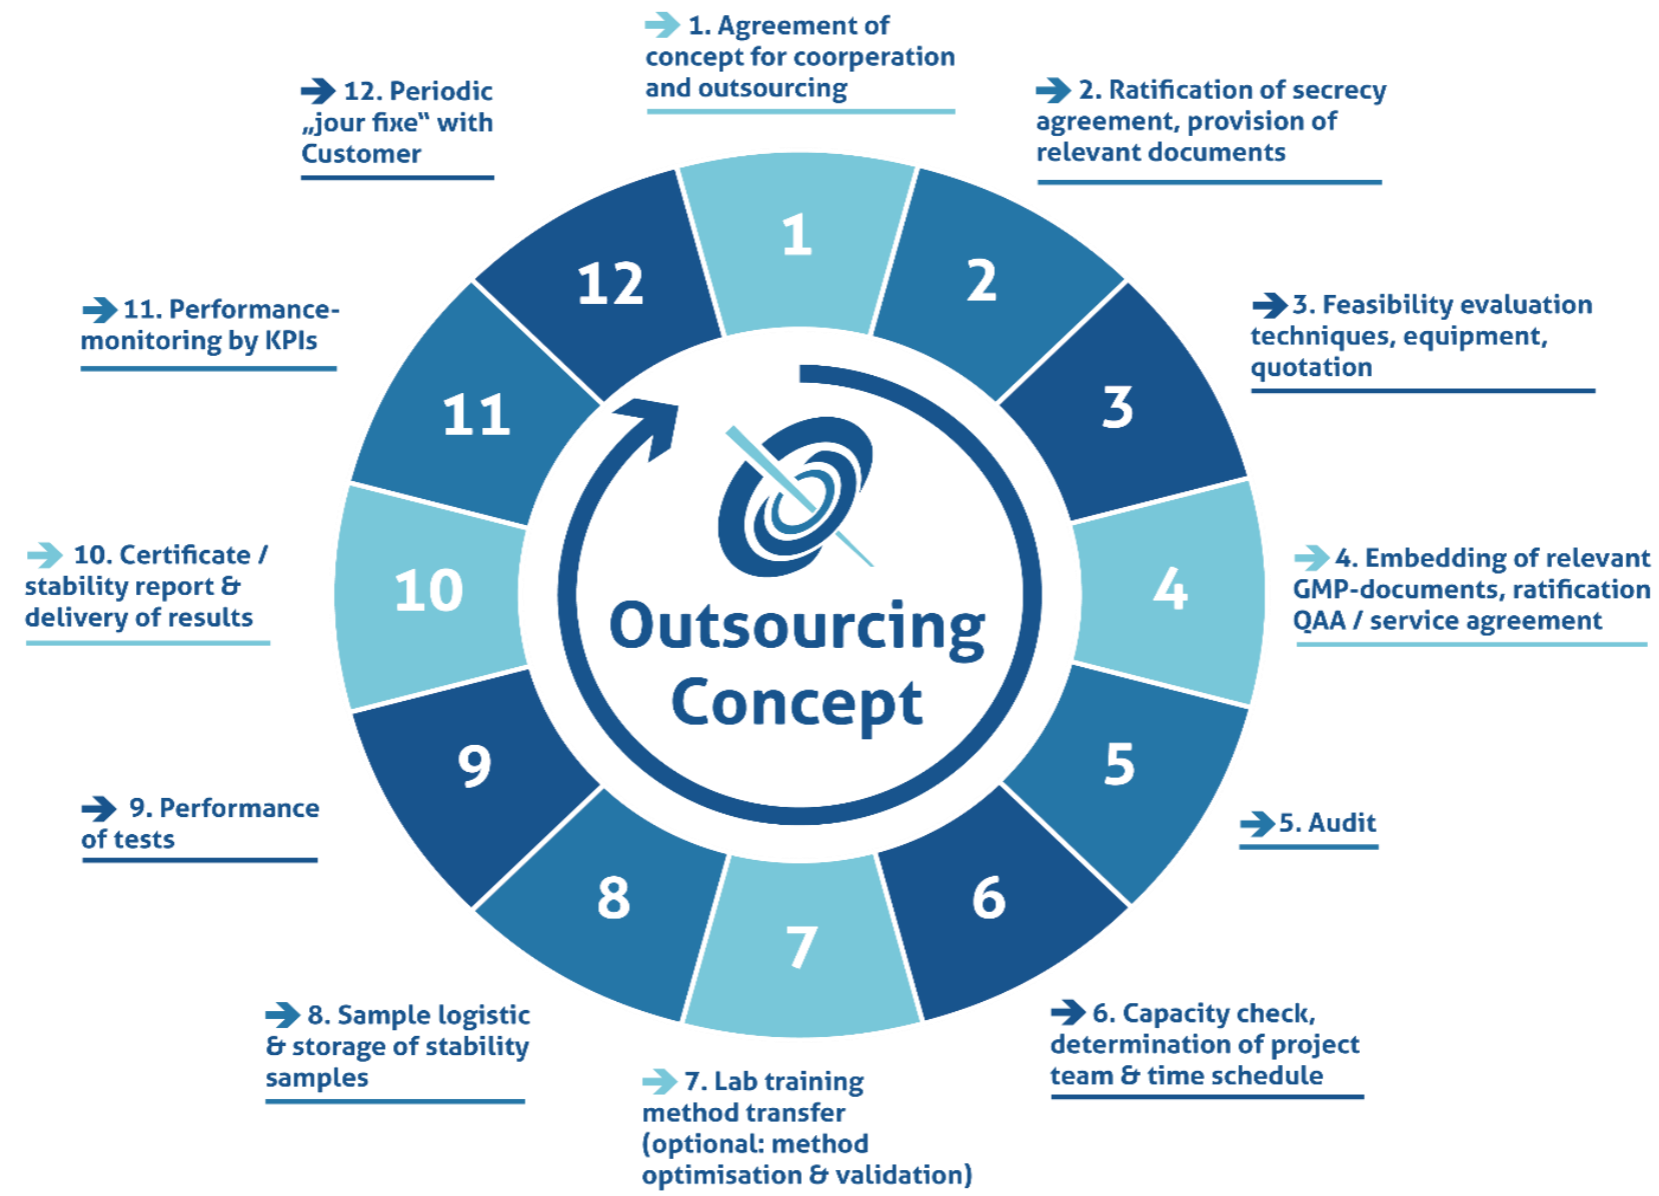 1. Agreement of
concept for coorperation
and outsourcing
2. Ratification of secrecy
agreement, provision of
relevant documents
3. Feasibility evaluation
techniques, equipment,
quotation
4. Embedding of relevant
GMP-documents, ratification
QAA / service agreement
5. Audit
6. Capacity check,
determination of project
team & time schedule
7. Lab training
method transfer
(optional: method
optimisation & validation)
8. Sample logistic
& storage of stability
samples
9. Performance
of tests
10. Certificate /
stability report &
delivery of results
11. Performance-
monitoring by KPIs
12. Periodic
„jour fixe“ with
Customer
1
2
3
4
5
6
7
8
9
10
11
12
Outsourcing
Concept